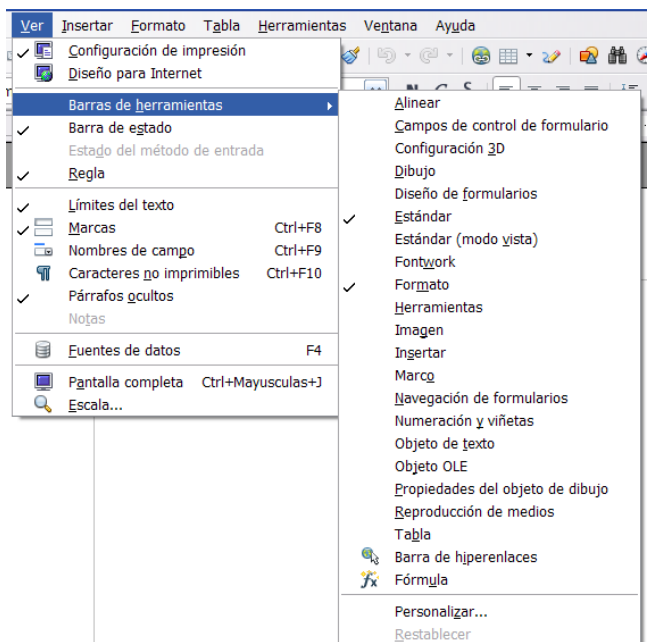 Ver Insertar Formato Tabla Herramientas Ventana Ayuda
Configuración de impresión
Diseño para Internet
Barras de herramientas
Barra de estado
Estado del método de entrada
Regla
Límites del texto
Marcas Ctrl+F8
Nombres de campo Ctrl+F9
Caracteres no imprimibles Ctrl+F10
Párrafos ocultos
Notas
Fuentes de datos F4
Pantalla completa Ctrl+Mayusculas+J
Escala...
Alinear
Campos de control de formulario
Configuración 3D
Dibujo
Diseño de formularios
Estándar
Estándar (modo vista)
Fontwork
Formato
Herramientas
Imagen
Insertar
Marco
Navegación de formularios
Numeración y viñetas
Objeto de texto
Objeto OLE
Propiedades del objeto de dibujo
Reproducción de medios
Tabla
Barra de hiperenlaces
Fórmula
Personalizar...
Restablecer